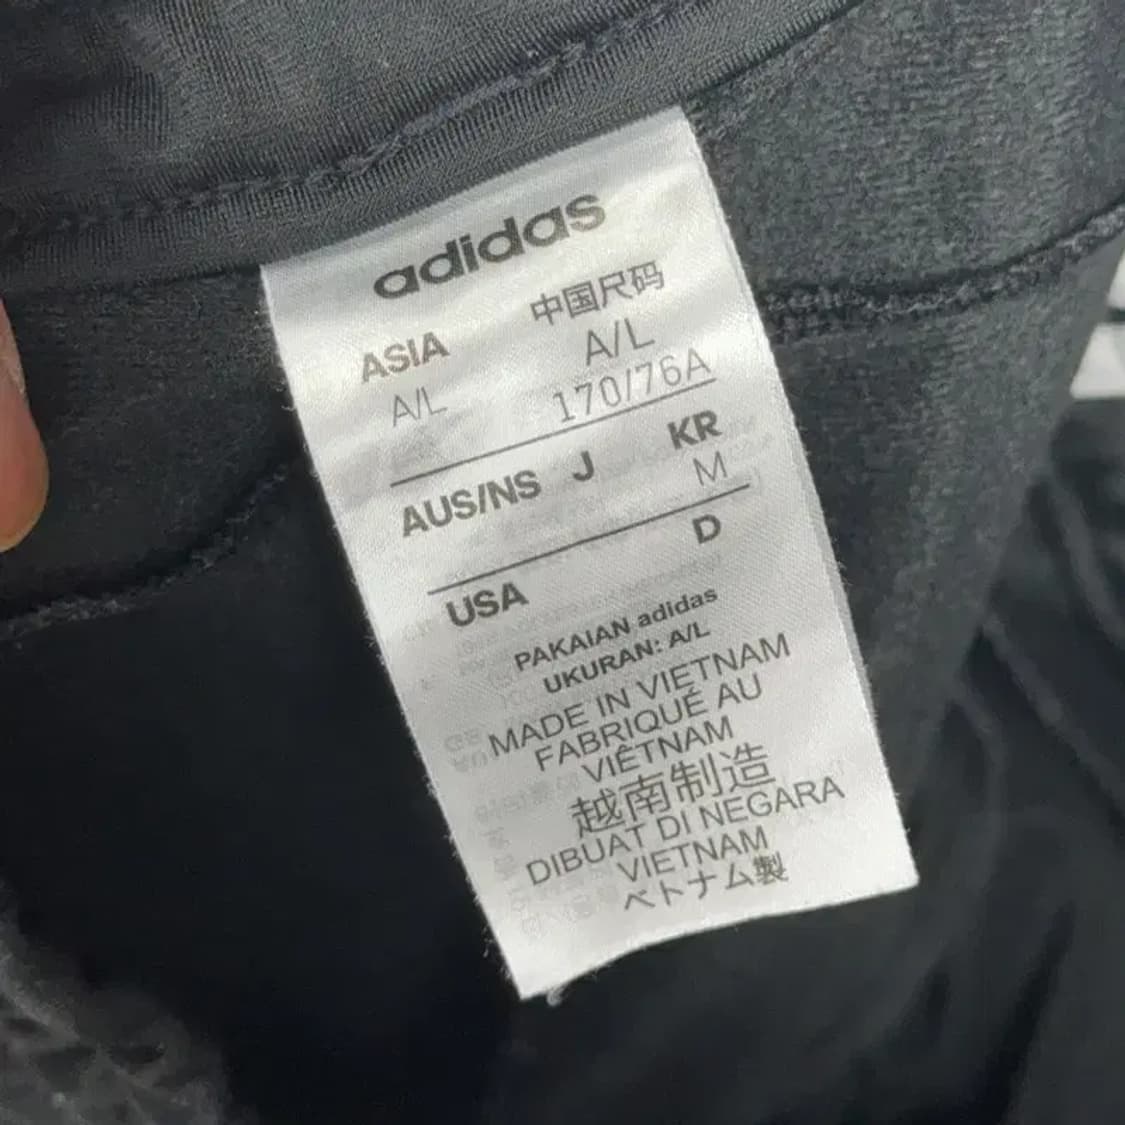 adidas
中国尺码
ASIA A/L
A/L 170/76A
AUS/NS J KR
M
D
USA
PAKAIAN adidas
UKURAN: A/L
MADE IN VIETNAM
FABRIQUÉ AU
VIÊTNAM
越南制造
DIBUAT DI NEGARA
VIETNAM
ベトナム製